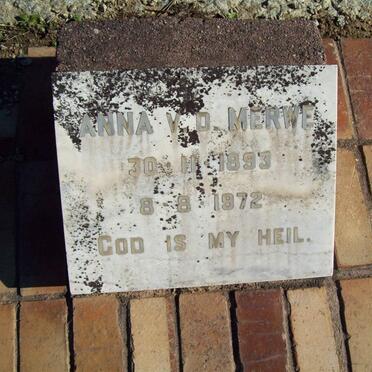 ANNA V. D. MERWE
30 11 1893
8 8 1972
GOD IS MY HEIL.